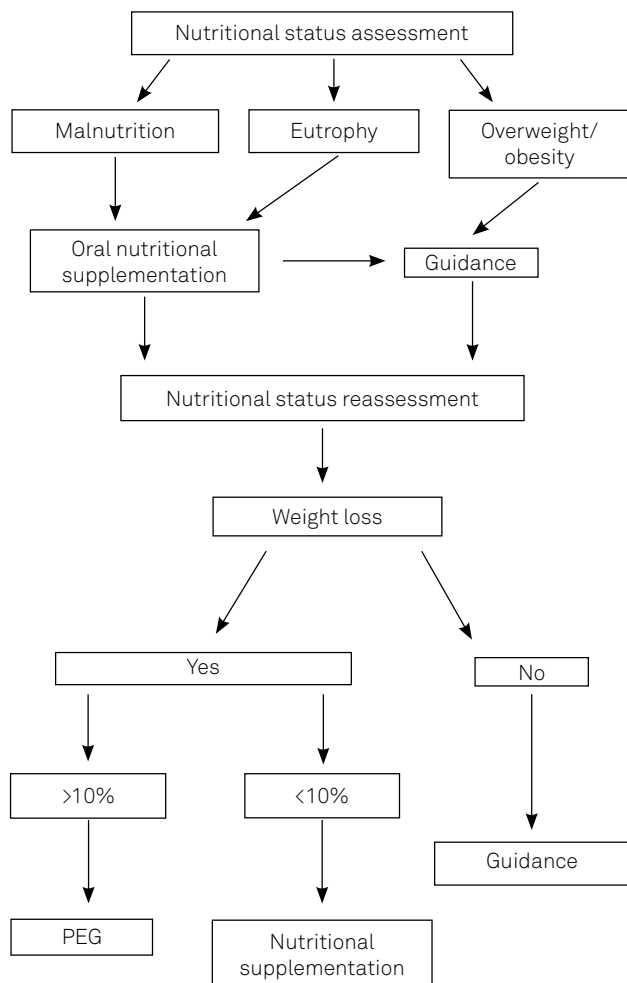 Nutritional status assessment
Malnutrition
Eutrophy
Overweight/
obesity
Oral nutritional
supplementation
Guidance
Nutritional status reassessment
Weight loss
Yes
No
>10%
<10%
Guidance
PEG
Nutritional
supplementation